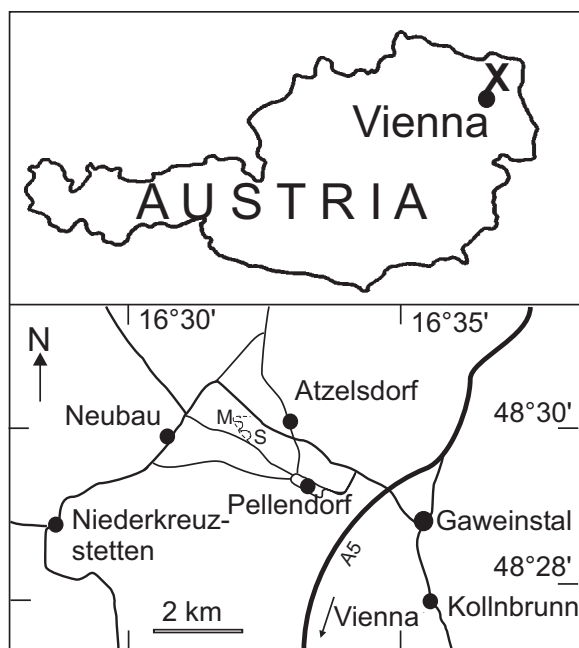 X
Vienna
AUSTRIA
16°30' 16°35'
N
Atzelsdorf
Neubau
48°30'
M
S
Pellendorf
Niederkreuz-
stetten
Gaweinstal
A5
48°28'
2 km
Vienna
Kollnbrunn